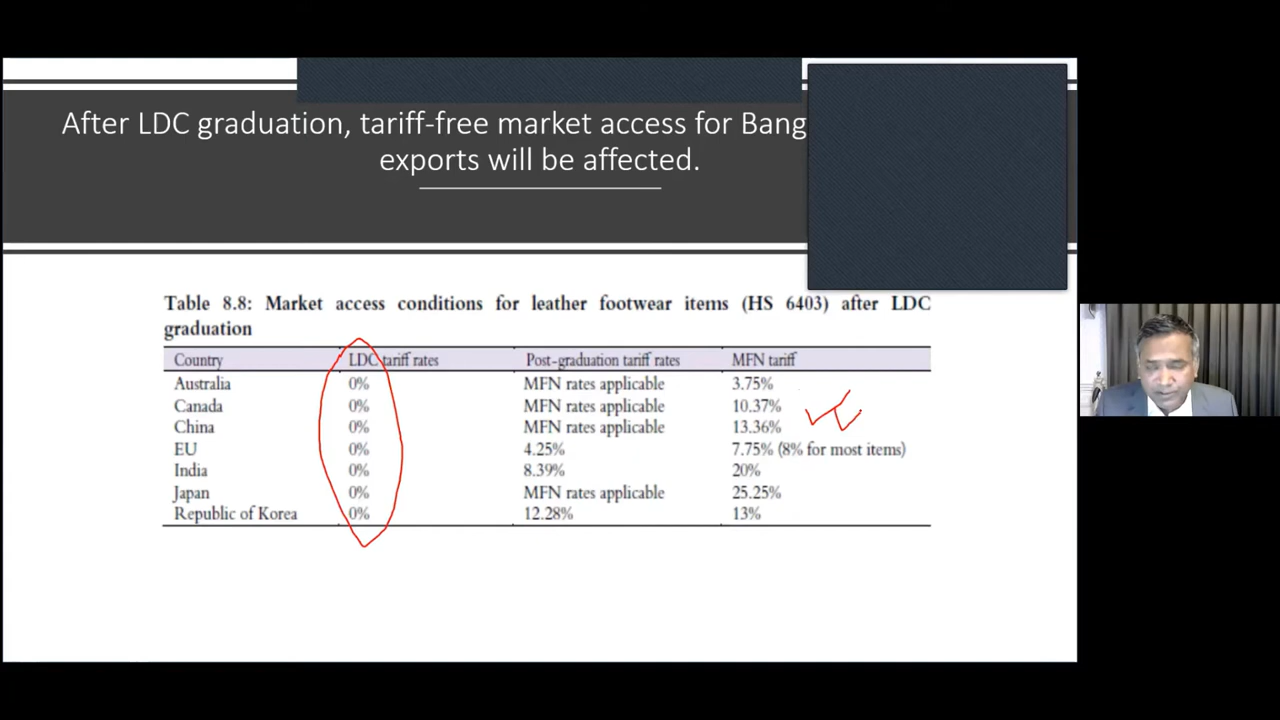 After LDC graduation, tariff-free market access for Bang
exports will be affected.
Table 8.8: Market access conditions for leather footwear items (HS 6403) after LDC
graduation
Country LDC tariff rates Post-graduation tariff rates MFN tariff
Australia 0% MFN rates applicable 3.75%
Canada 0% MFN rates applicable 10.37%
China 0% MFN rates applicable 13.36%
EU 0% 4.25% 7.75% (8% for most items)
India 0% 8.39% 20%
Japan 0% MFN rates applicable 25.25%
Republic of Korea 0% 12.28% 13%